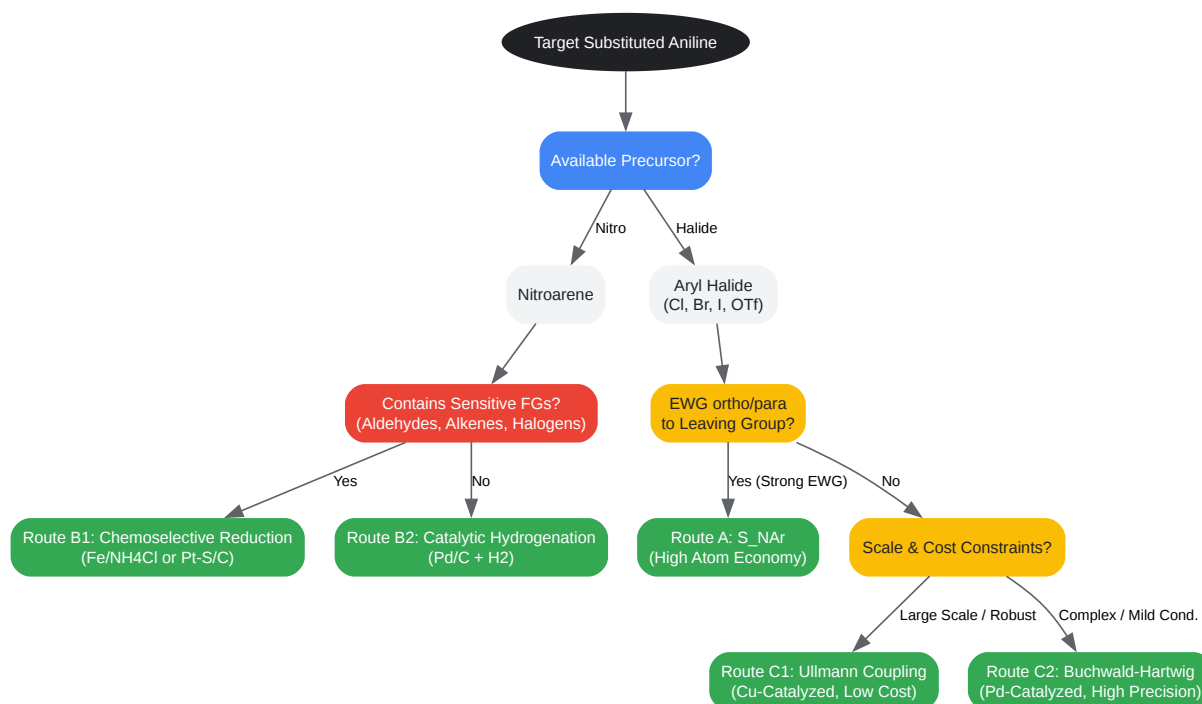 Target Substituted Aniline
Available Precursor?
Nitro
Halide
Nitroarene
Aryl Halide
(Cl, Br, I, OTf)
Contains Sensitive FGs?
(Aldehydes, Alkenes, Halogens)
EWG ortho/para
to Leaving Group?
Yes
No
Yes (Strong EWG)
No
Route B1: Chemoselective Reduction
(Fe/NH4Cl or Pt-S/C)
Route B2: Catalytic Hydrogenation
(Pd/C + H2)
Route A: S_NAr
(High Atom Economy)
Scale & Cost Constraints?
Large Scale / Robust
Complex / Mild Cond.
Route C1: Ullmann Coupling
(Cu-Catalyzed, Low Cost)
Route C2: Buchwald-Hartwig
(Pd-Catalyzed, High Precision)